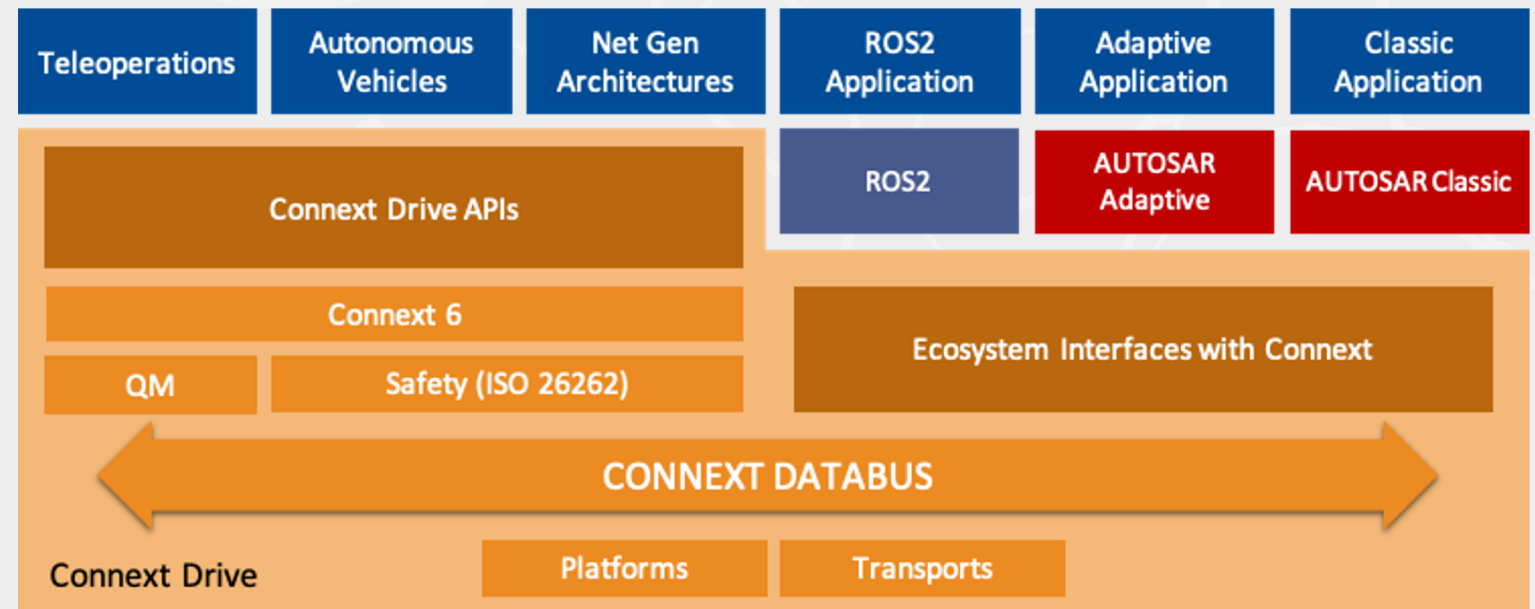 Teleoperations
Autonomous
Vehicles
Net Gen
Architectures
ROS2
Application
Adaptive
Application
Classic
Application
Connext Drive APIs
ROS2
AUTOSAR
Adaptive
AUTOSAR Classic
Connext 6
QM
Safety (ISO 26262)
Ecosystem Interfaces with Connext
CONNEXT DATABUS
Connext Drive
Platforms
Transports